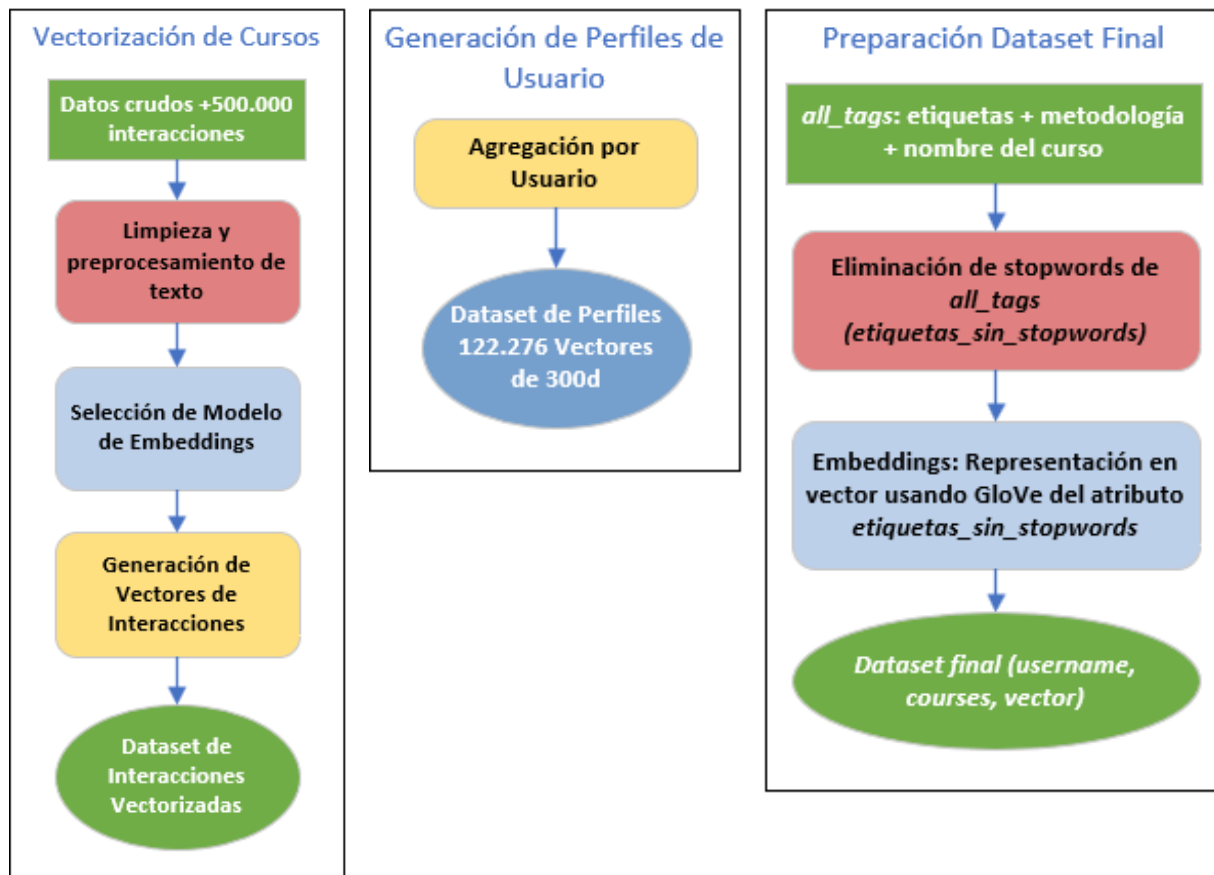 Vectorización de Cursos
Datos crudos +500.000
interacciones
Limpieza y
preprocesamiento de
texto
Selección de Modelo
de Embeddings
Generación de
Vectores de
Interacciones
Dataset de
Interacciones
Vectorizadas
Generación de Perfiles de
Usuario
Agregación por
Usuario
Dataset de Perfiles
122.276 Vectores
de 300d
Preparación Dataset Final
all_tags: etiquetas + metodología
+ nombre del curso
Eliminación de stopwords de
all_tags
(etiquetas_sin_stopwords)
Embeddings: Representación en
vector usando GloVe del atributo
etiquetas_sin_stopwords
Dataset final (username,
courses, vector)